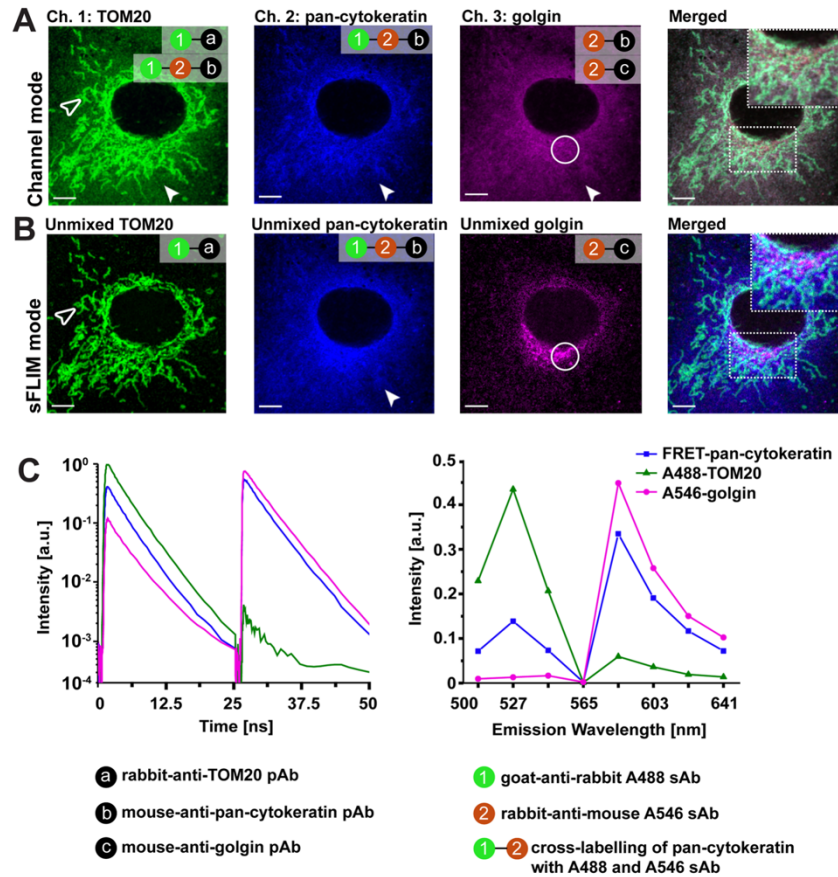 A
Ch. 1: TOM20
Ch. 2: pan-cytokeratin
Ch. 3: golgin
Merged
1 a
1 2 b
1 2 b
2 b
2 c
Channel mode
B
Unmixed TOM20
Unmixed pan-cytokeratin
Unmixed golgin
Merged
1 a
1 2 b
2 c
sFLIM mode
C
FRET-pan-cytokeratin
A488-TOM20
A546-golgin
Intensity [a.u.]
10^0
10^-1
10^-2
10^-3
10^-4
0 12.5 25 37.5 50
Time [ns]
Intensity [a.u.]
0.5
0.4
0.3
0.2
0.1
0
500 527 565 603 641
Emission Wavelength [nm]
a rabbit-anti-TOM20 pAb
b mouse-anti-pan-cytokeratin pAb
c mouse-anti-golgin pAb
1 goat-anti-rabbit A488 sAb
2 rabbit-anti-mouse A546 sAb
1 2 cross-labelling of pan-cytokeratin
with A488 and A546 sAb